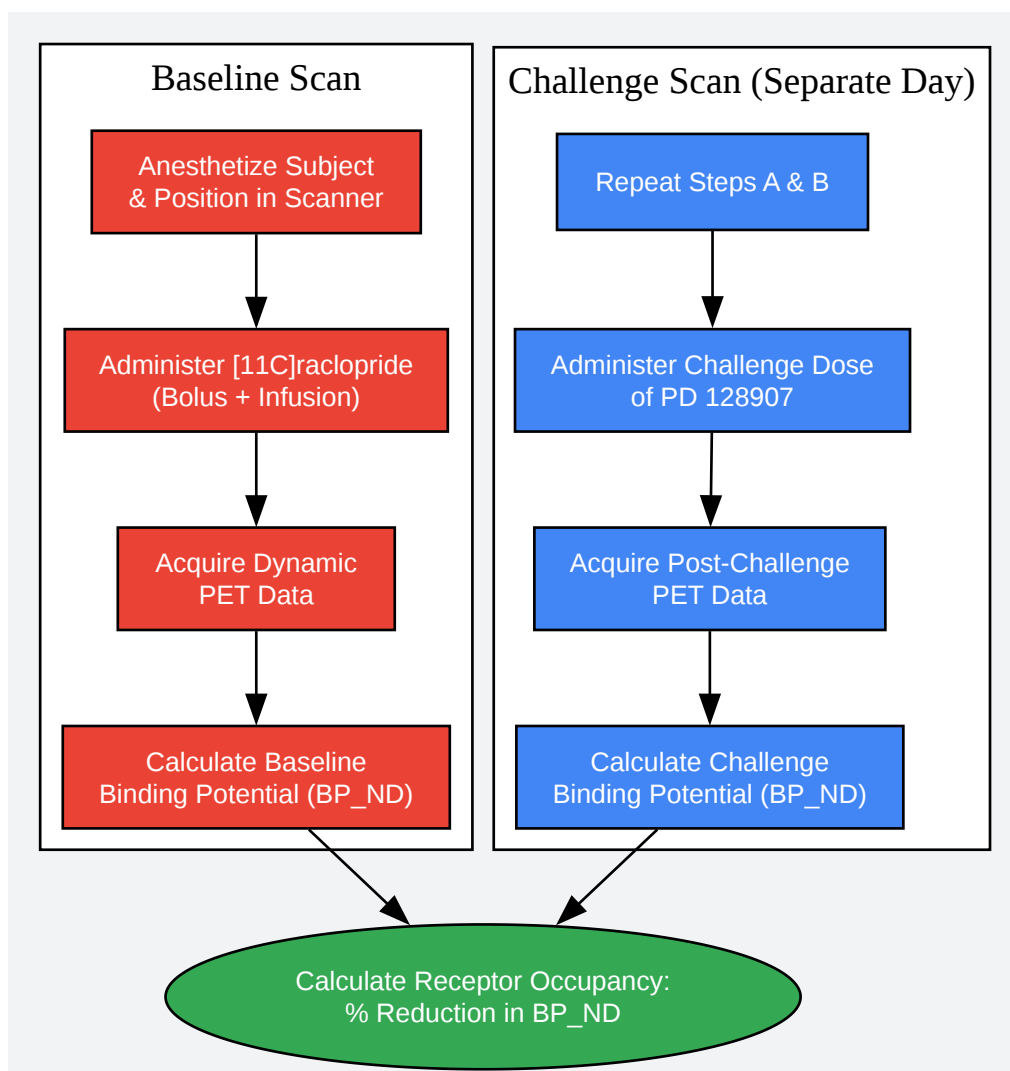 Baseline Scan
Anesthetize Subject
& Position in Scanner
Administer [11C]raclopride
(Bolus + Infusion)
Acquire Dynamic
PET Data
Calculate Baseline
Binding Potential (BP_ND)
Challenge Scan (Separate Day)
Repeat Steps A & B
Administer Challenge Dose
of PD 128907
Acquire Post-Challenge
PET Data
Calculate Challenge
Binding Potential (BP_ND)
Calculate Receptor Occupancy:
% Reduction in BP_ND